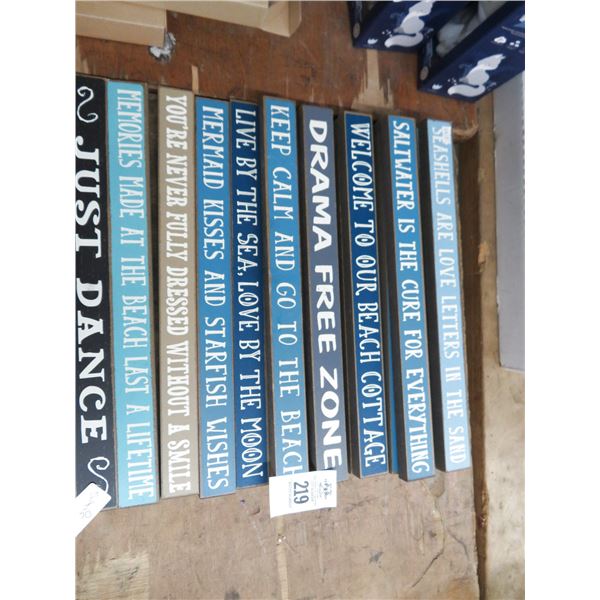 JUST DANCE
MEMORIES MADE AT THE BEACH LAST A LIFETIME
YOU'RE NEVER FULLY DRESSED WITHOUT A SMILE
MERMAID KISSES AND STARFISH WISHES
LIVE BY THE SEA, LOVE BY THE MOON
KEEP CALM AND GO TO THE BEACH
DRAMA FREE ZONE
WELCOME TO OUR BEACH COTTAGE
SALTWATER IS THE CURE FOR EVERYTHING
SEASHELLS ARE LOVE LETTERS IN THE SAND
219